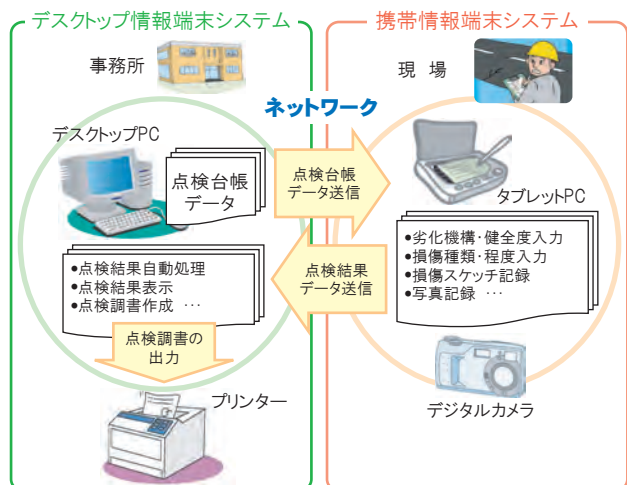 デスクトップ情報端末システム
携帯情報端末システム
事務所
現 場
ネットワーク
デスクトップPC
点検台帳
データ
点検台帳
データ送信
タブレットPC
●劣化機構・健全度入力
●損傷種類・程度入力
●損傷スケッチ記録
●写真記録 …
●点検結果自動処理
●点検結果表示
●点検調書作成 …
点検結果
データ送信
点検調書の
出力
プリンター
デジタルカメラ